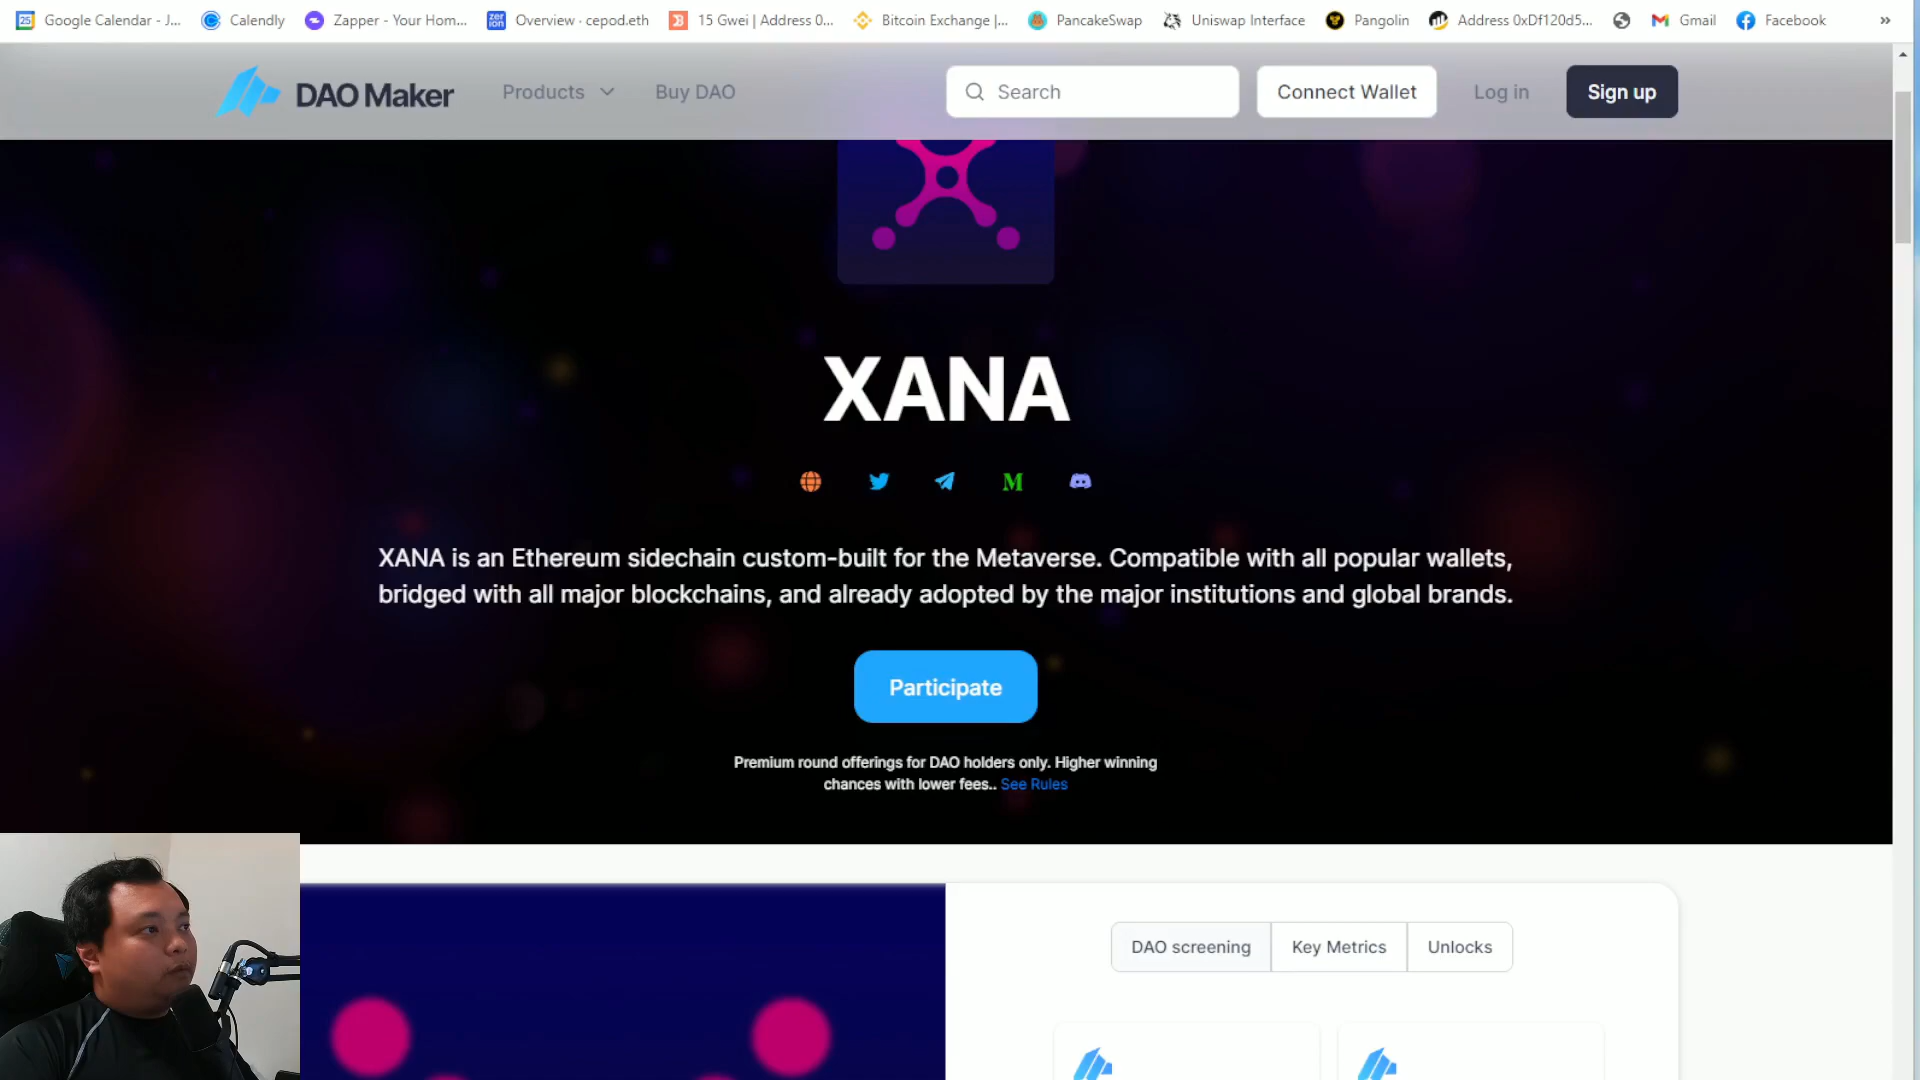 Google Calendar - J...
Calendly
Zapper - Your Hom...
Overview · cepod.eth
15 Gwei | Address 0...
Bitcoin Exchange |...
PancakeSwap
Uniswap Interface
Pangolin
Address 0xDf120d5...
Gmail
Facebook
»
DAO Maker
Products
Buy DAO
Search
Connect Wallet
Log in
Sign up
XANA
XANA is an Ethereum sidechain custom-built for the Metaverse. Compatible with all popular wallets,
bridged with all major blockchains, and already adopted by the major institutions and global brands.
Participate
Premium round offerings for DAO holders only. Higher winning
chances with lower fees.. See Rules
DAO screening
Key Metrics
Unlocks